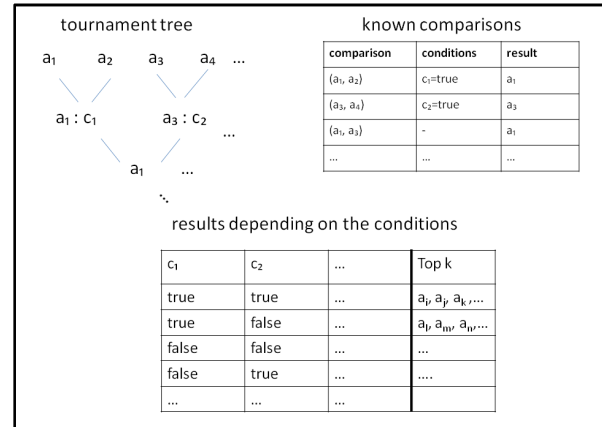 tournament tree
a₁ a₂ a₃ a₄ ...
a₁ : c₁ a₃ : c₂ ...
a₁ ...
⋱
known comparisons
comparison conditions result
(a₁, a₂) c₁=true a₁
(a₃, a₄) c₂=true a₃
(a₁, a₃) - a₁
... ... ...
results depending on the conditions
c₁ c₂ ... Top k
true true ... aᵢ, aⱼ, aₖ,...
true false ... aₗ, aₘ, aₙ,...
false false ... ...
false true ... ....
... ... ...